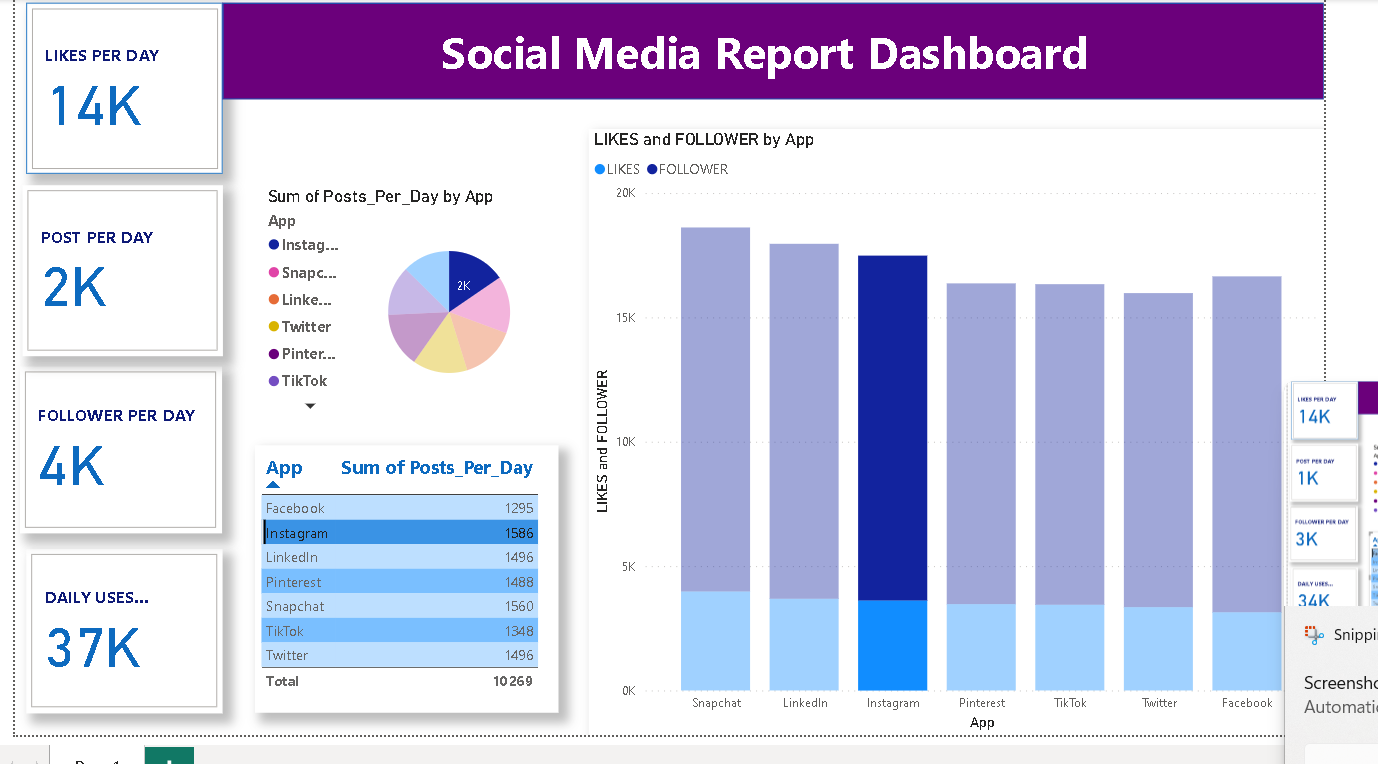 Social Media Report Dashboard
LIKES PER DAY
14K
POST PER DAY
2K
FOLLOWER PER DAY
4K
DAILY USES...
37K
Sum of Posts_Per_Day by App
App
Instag...
Snapc...
Linke...
Twitter
Pinter...
TikTok
2K
App Sum of Posts_Per_Day
Facebook 1295
Instagram 1586
LinkedIn 1496
Pinterest 1488
Snapchat 1560
TikTok 1348
Twitter 1496
Total 10269
LIKES and FOLLOWER by App
LIKES FOLLOWER
LIKES and FOLLOWER
20K
15K
10K
5K
0K
Snapchat LinkedIn Instagram Pinterest TikTok Twitter Facebook
App
LIKES PER DAY
14K
POST PER DAY
1K
FOLLOWER PER DAY
3K
DAILY USES...
34K
Snippi
Screensho
Automatic